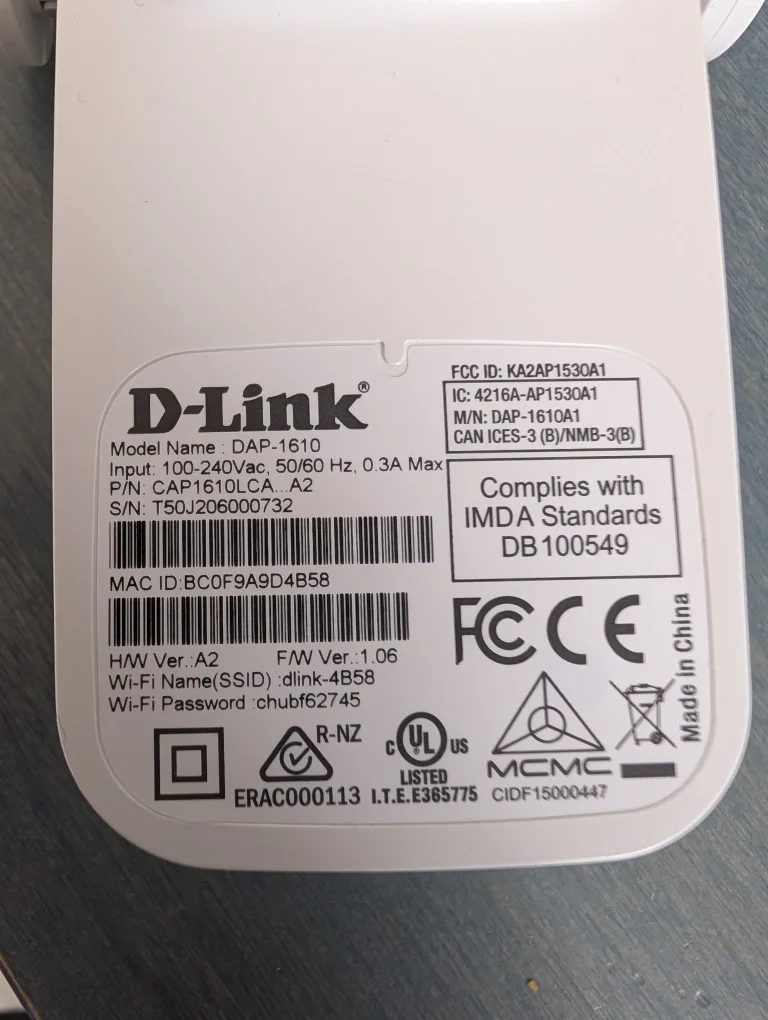 D-Link®
Model Name : DAP-1610
Input: 100-240Vac, 50/60 Hz, 0.3A Max
P/N: CAP1610LCA...A2
S/N: T50J206000732
MAC ID:BC0F9A9D4B58
H/W Ver.:A2 F/W Ver.:1.06
Wi-Fi Name(SSID) :dlink-4B58
Wi-Fi Password :chubf62745
FCC ID: KA2AP1530A1
IC: 4216A-AP1530A1
M/N: DAP-1610A1
CAN ICES-3 (B)/NMB-3(B)
Complies with
IMDA Standards
DB100549
FC CE
Made in China
R-NZ
ERAC000113
c UL ® US
LISTED
I.T.E.E365775
MCMC
CIDF15000447